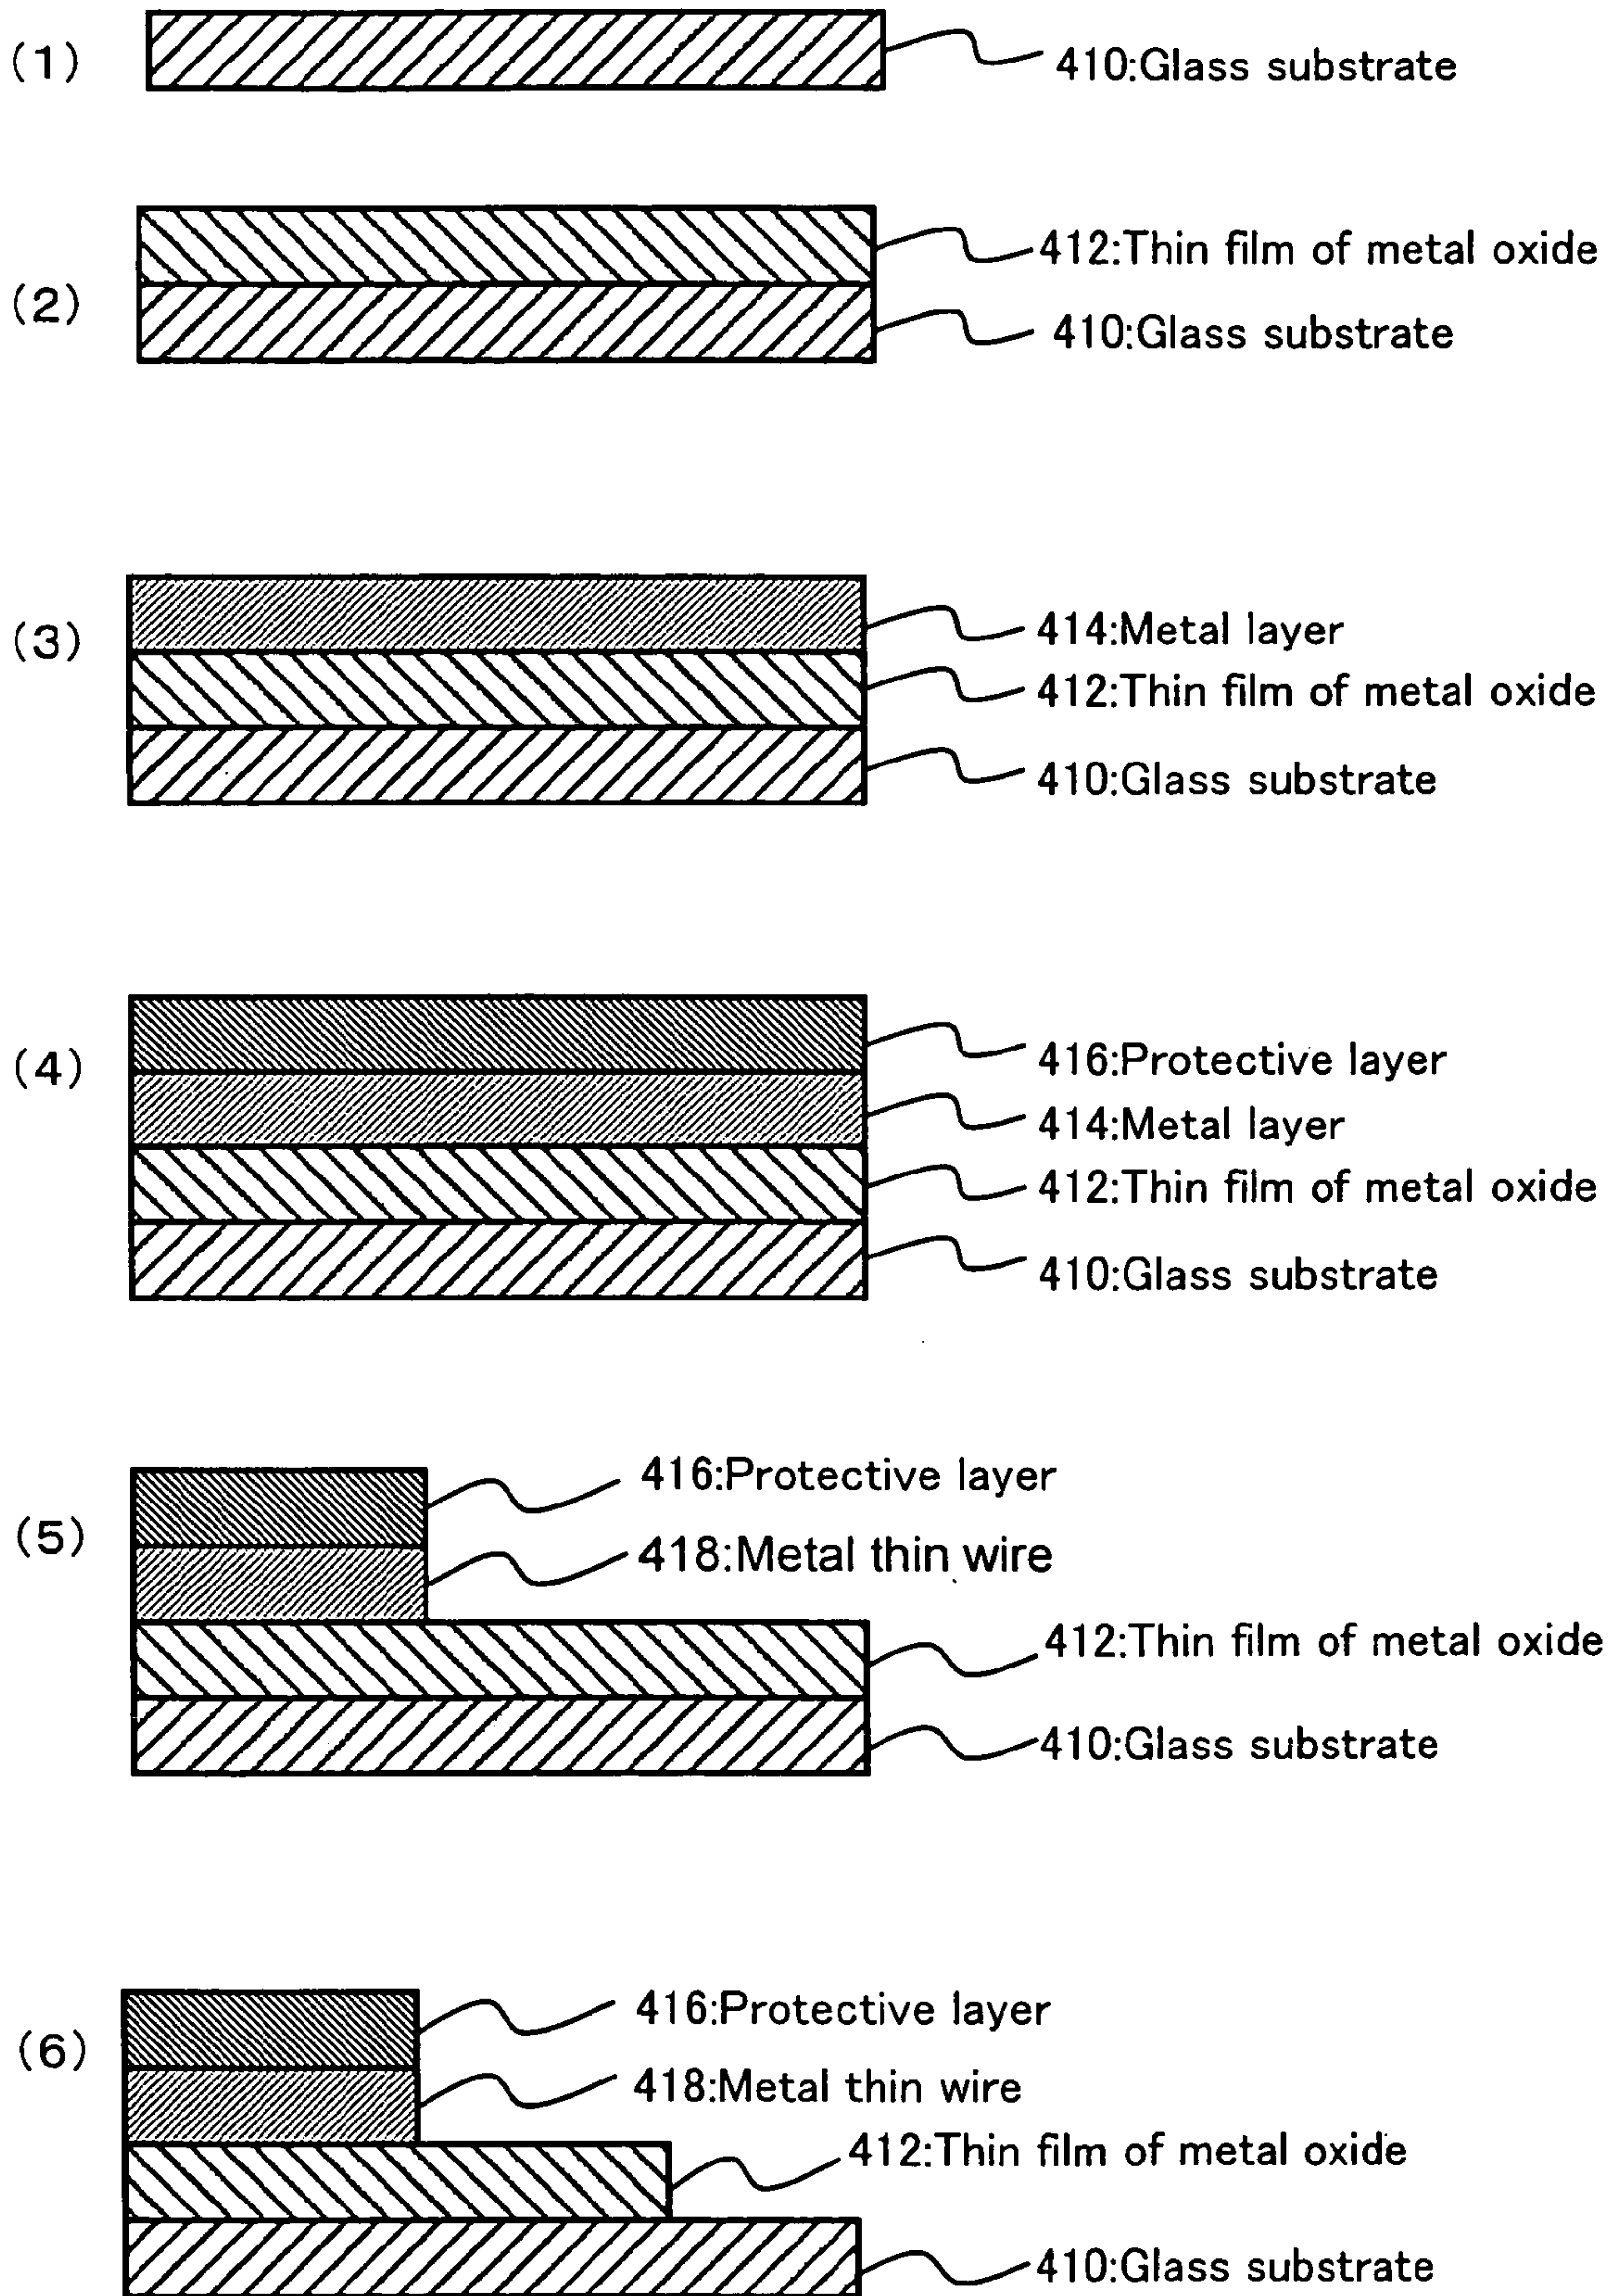 (1)
410:Glass substrate
412:Thin film of metal oxide
(2)
410:Glass substrate
(3)
414:Metal layer
412:Thin film of metal oxide
410:Glass substrate
(4)
416:Protective layer
414:Metal layer
412:Thin film of metal oxide
410:Glass substrate
416:Protective layer
(5)
418:Metal thin wire
412:Thin film of metal oxide
410:Glass substrate
416:Protective layer
(6)
418:Metal thin wire
412:Thin film of metal oxide
410:Glass substrate